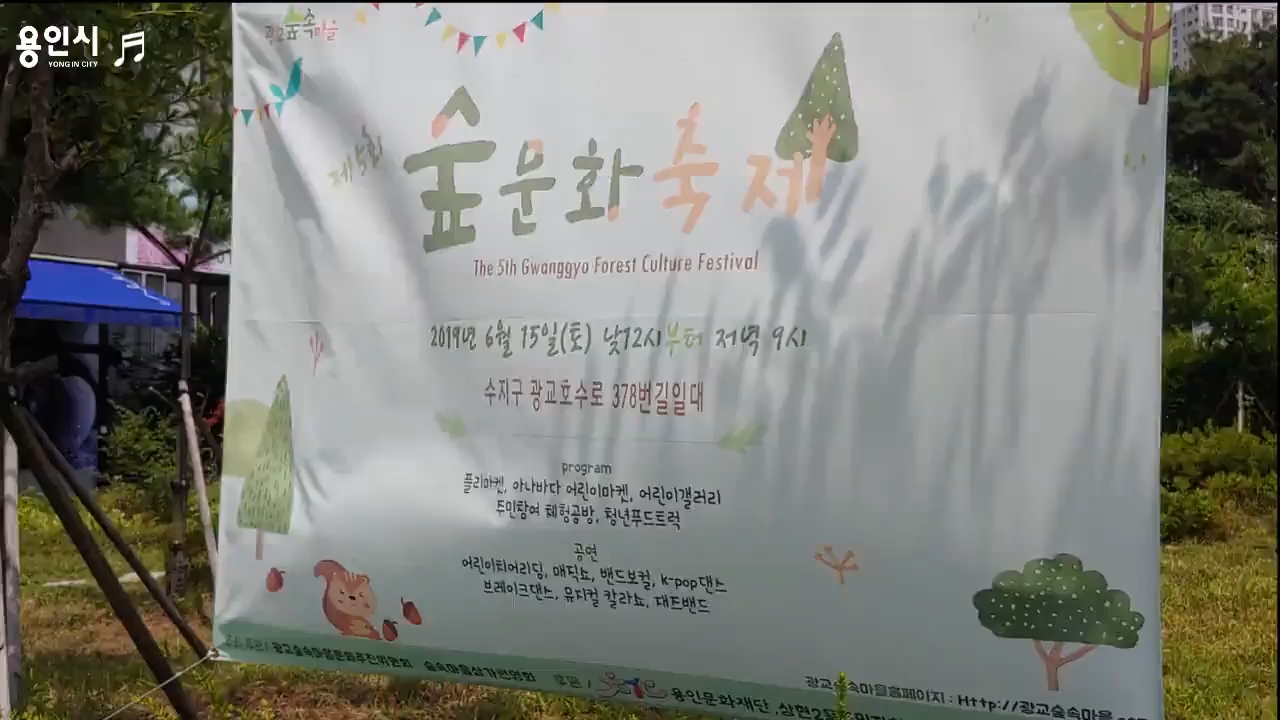 용인시
YONG IN CITY
광교숲속마을
제5회
숲문화축제
The 5th Gwanggyo Forest Culture Festival
2019년 6월 15일(토) 낮12시부터 저녁 9시
수지구 광교호수로 378번길일대
program
플리마켓, 아나바다 어린이마켓, 어린이갤러리
주민참여 체험공방, 청년푸드트럭
공연
어린이치어리딩, 매직쇼, 밴드보컬, K-pop댄스
브레이크댄스, 뮤지컬 갈라쇼, 재즈밴드
광교숲속마을문화추진위원회 숲속마을상가번영회 후원 / 용인문화재단, 상현2동
광교숲속마을홈페이지 : Http://광교숲속마을